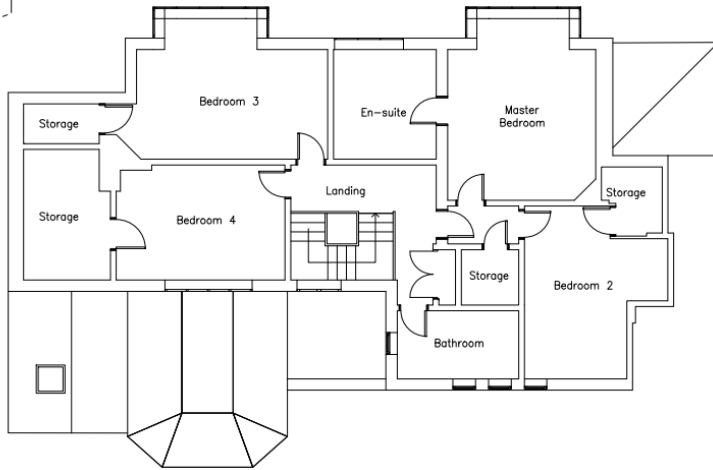 Bedroom 3
Storage
En-suite
Master
Bedroom
Landing
Storage
Storage
Bedroom 4
Storage
Bedroom 2
Bathroom